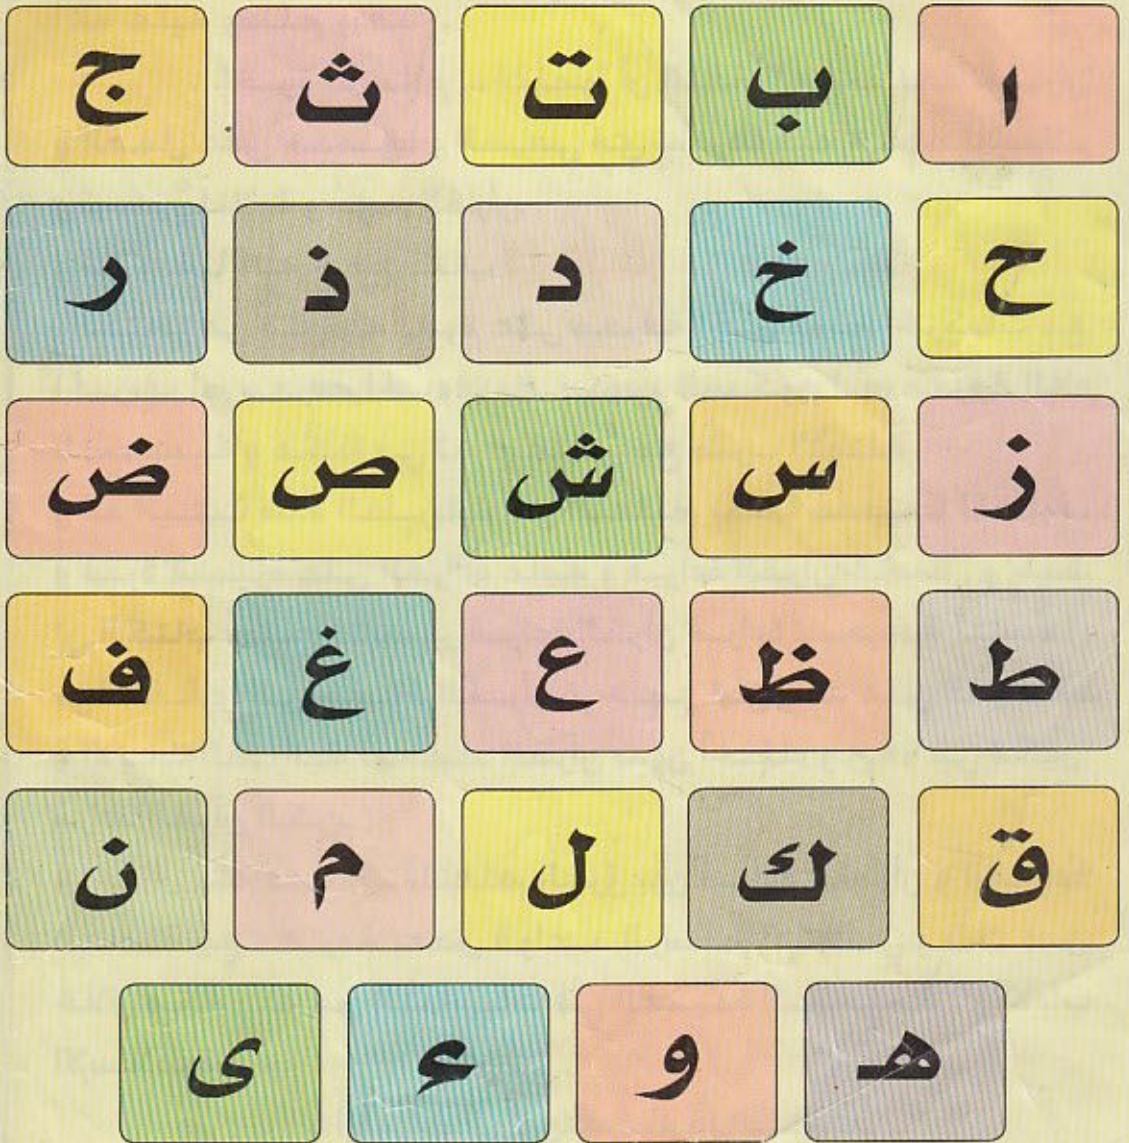 ا ب ت ث ج
ح خ د ذ ر
ز س ش ص ض
ط ظ ع غ ف
ق ك ل م ن
هـ و ء ى